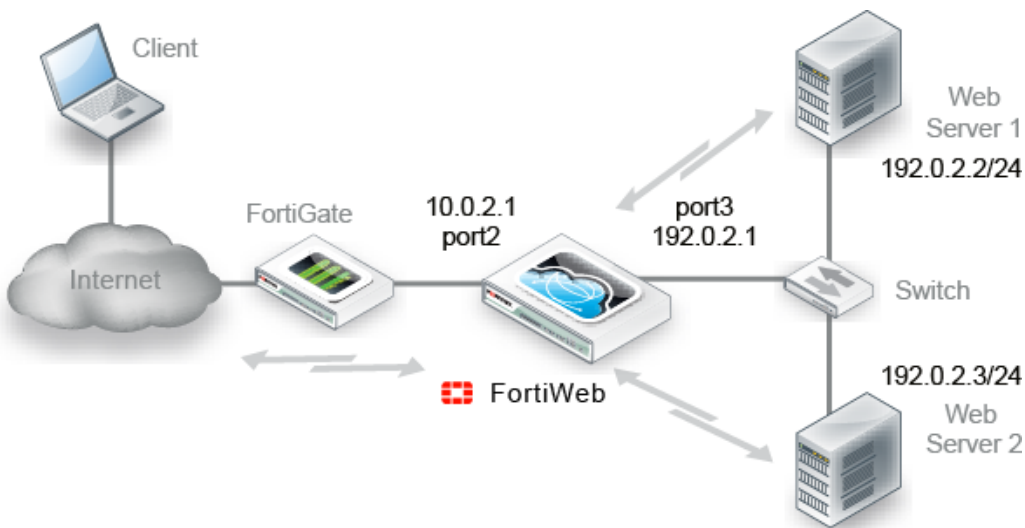 Client
Web
Server 1
192.0.2.2/24
FortiGate
10.0.2.1
port2
port3
192.0.2.1
Internet
Switch
192.0.2.3/24
FortiWeb
Web
Server 2